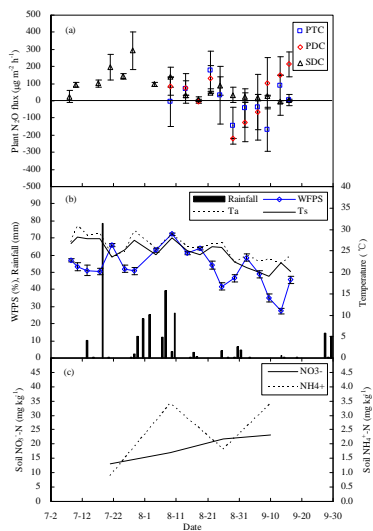 (a)
PTC
PDC
SDC
Plant N₂O flux (µg m⁻² h⁻¹)
500
400
300
200
100
0
-100
-200
-300
-400
-500
(b)
Rainfall
WFPS
Ta
Ts
WFPS (%), Rainfall (mm)
90
80
70
60
50
40
30
20
10
0
Temperature (℃)
40
35
30
25
20
15
10
5
0
(c)
NO3-
NH4+
Soil NO₃⁻-N (mg kg⁻¹)
45
40
35
30
25
20
15
10
5
0
Soil NH₄⁺-N (mg kg⁻¹)
4.5
4.0
3.5
3.0
2.5
2.0
1.5
1.0
0.5
0.0
7-2 7-12 7-22 8-1 8-11 8-21 8-31 9-10 9-20 9-30
Date